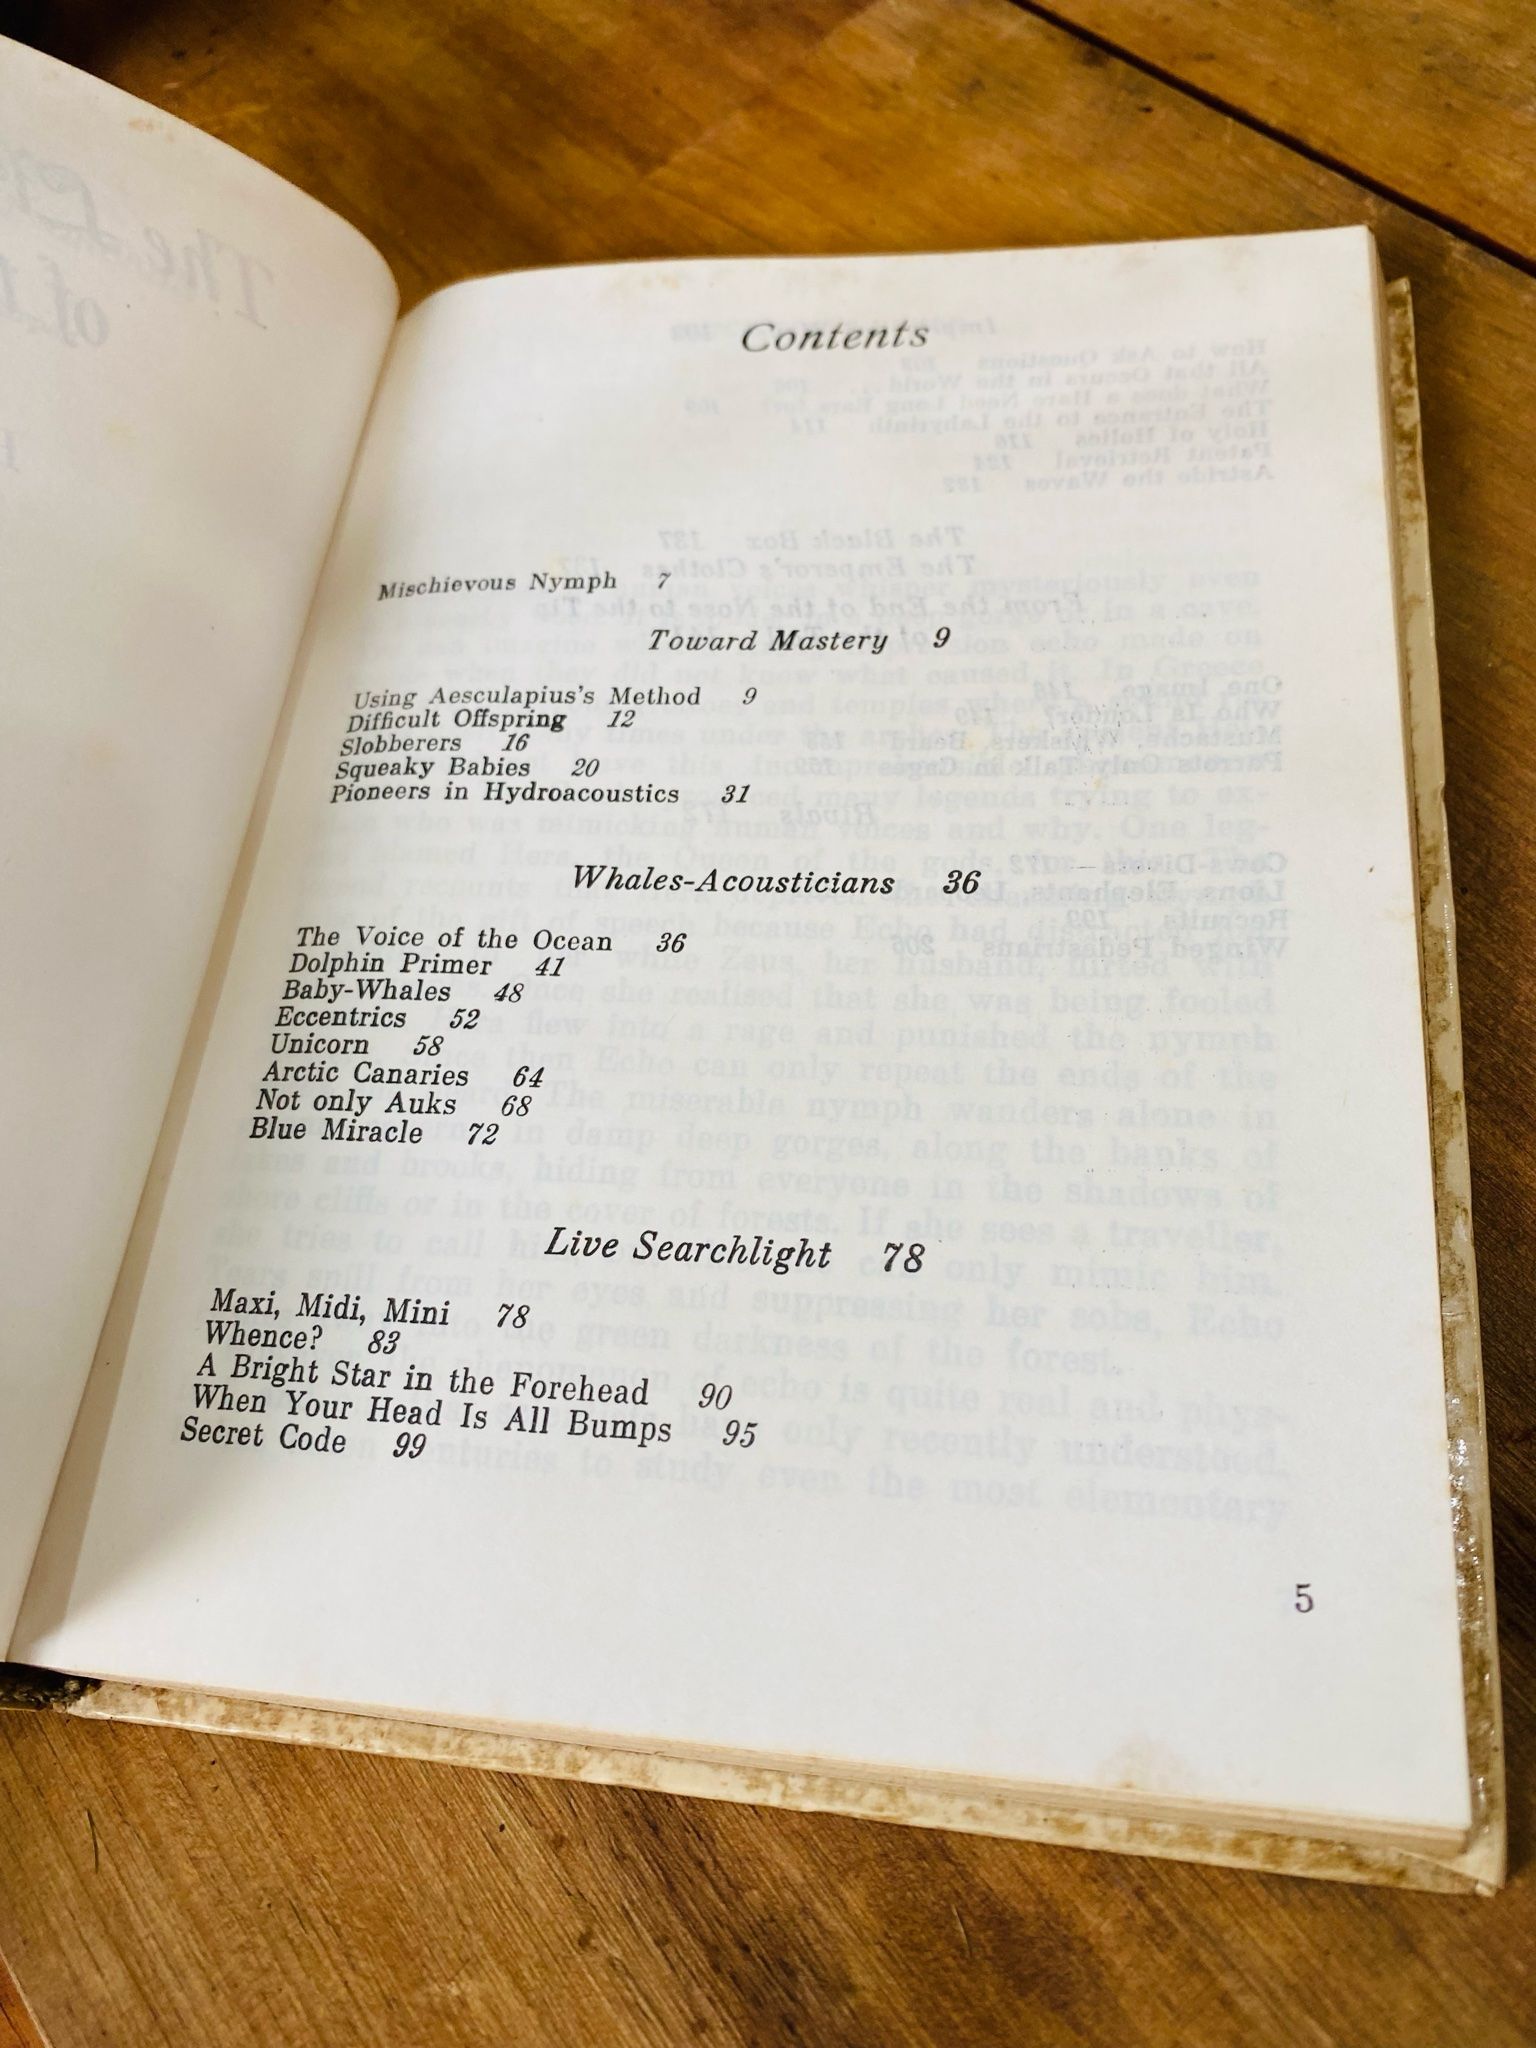 Contents
Mischievous Nymph 7
Toward Mastery 9
Using Aesculapius's Method 9
Difficult Offspring 12
Slobberers 16
Squeaky Babies 20
Pioneers in Hydroacoustics 31
Whales-Acousticians 36
The Voice of the Ocean 36
Dolphin Primer 41
Baby-Whales 48
Eccentrics 52
Unicorn 58
Arctic Canaries 64
Not only Auks 68
Blue Miracle 72
Live Searchlight 78
Maxi, Midi, Mini 78
Whence? 83
A Bright Star in the Forehead 90
When Your Head Is All Bumps 95
Secret Code 99
5